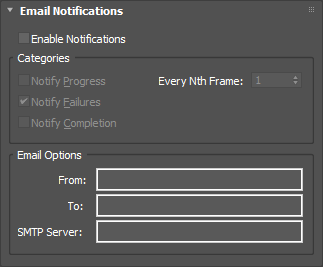 Email Notifications
Enable Notifications
Categories
Notify Progress Every Nth Frame: 1
Notify Failures
Notify Completion
Email Options
From:
To:
SMTP Server: